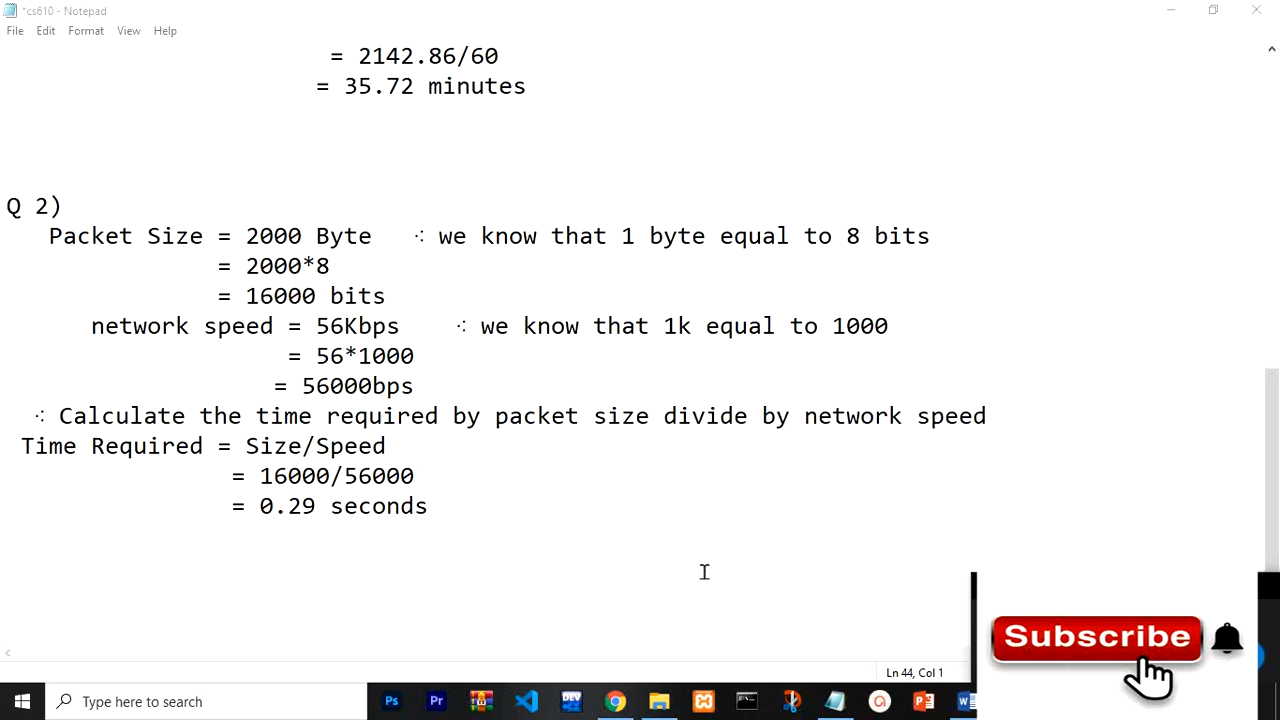 *cs610 - Notepad
File Edit Format View Help
= 2142.86/60
= 35.72 minutes
Q 2)
Packet Size = 2000 Byte ⁖ we know that 1 byte equal to 8 bits
= 2000*8
= 16000 bits
network speed = 56Kbps ⁖ we know that 1k equal to 1000
= 56*1000
= 56000bps
⁖ Calculate the time required by packet size divide by network speed
Time Required = Size/Speed
= 16000/56000
= 0.29 seconds
Subscribe
Ln 44, Col 1
Type here to search
Ps
Pr
DEV